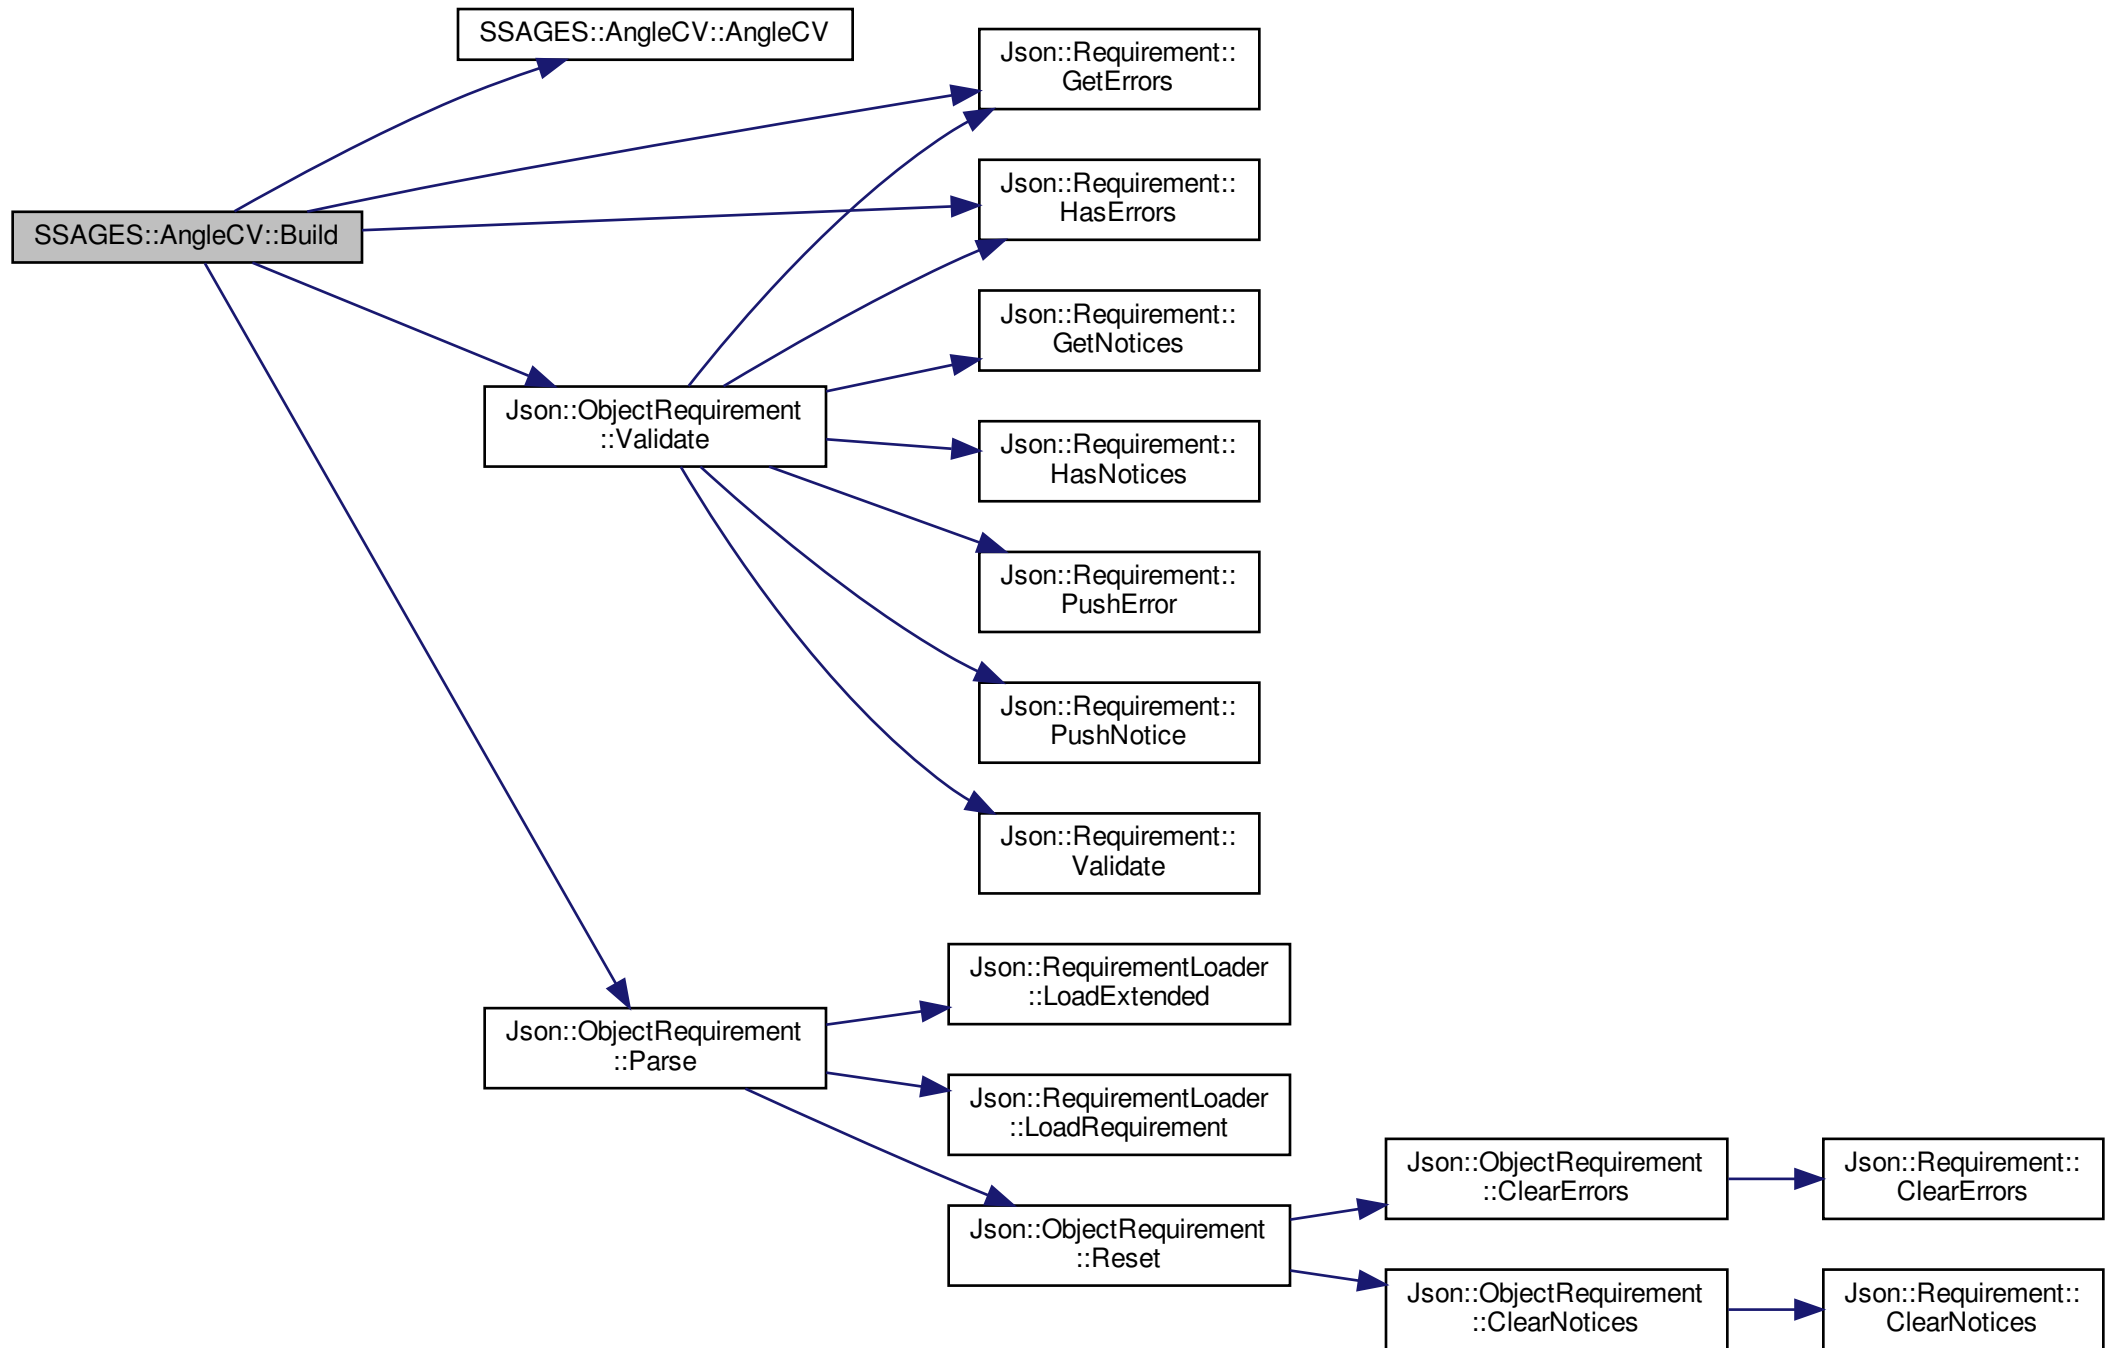 SSAGES::AngleCV::AngleCV
Json::Requirement::
GetErrors
Json::Requirement::
HasErrors
SSAGES::AngleCV::Build
Json::Requirement::
GetNotices
Json::ObjectRequirement
::Validate
Json::Requirement::
HasNotices
Json::Requirement::
PushError
Json::Requirement::
PushNotice
Json::Requirement::
Validate
Json::RequirementLoader
::LoadExtended
Json::ObjectRequirement
::Parse
Json::RequirementLoader
::LoadRequirement
Json::ObjectRequirement
::Reset
Json::ObjectRequirement
::ClearErrors
Json::Requirement::
ClearErrors
Json::ObjectRequirement
::ClearNotices
Json::Requirement::
ClearNotices